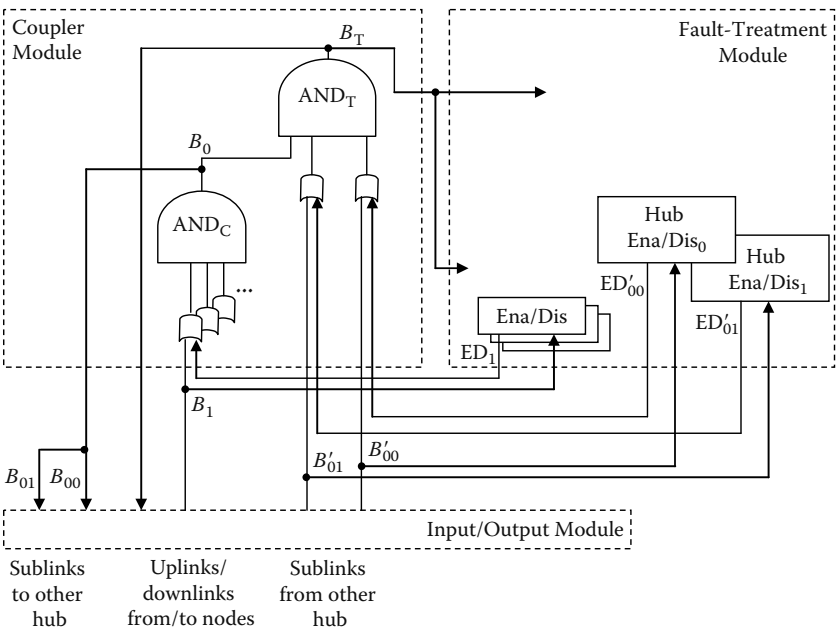 Coupler
Module
B_T
Fault-Treatment
Module
AND_T
B_0
AND_C
...
Hub
Ena/Dis_0
Hub
Ena/Dis_1
ED'_00
ED'_01
Ena/Dis
ED_1
B_1
B_01
B_00
B'_01
B'_00
Input/Output Module
Sublinks
to other
hub
Uplinks/
downlinks
from/to nodes
Sublinks
from other
hub